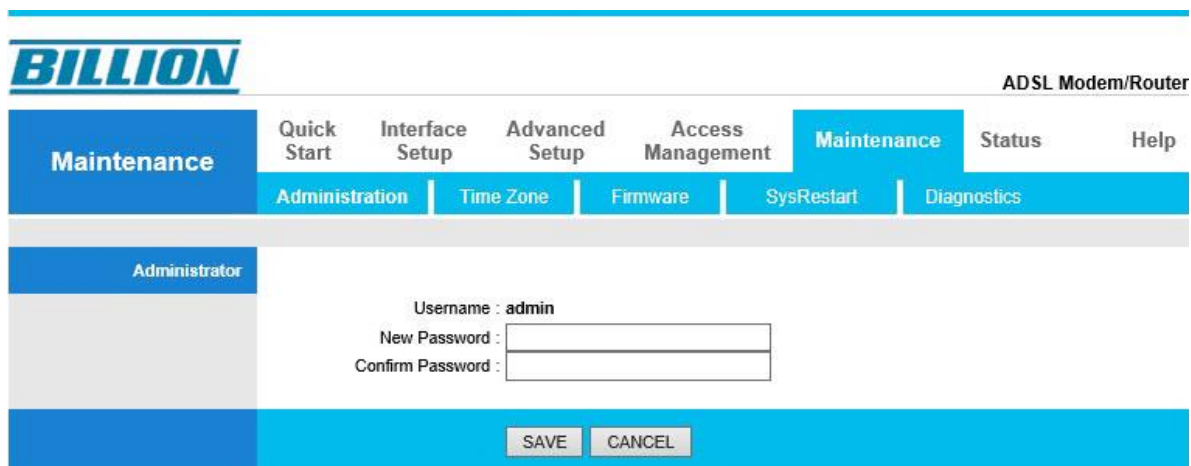 BILLION
ADSL Modem/Router
Maintenance
Quick Start
Interface Setup
Advanced Setup
Access Management
Maintenance
Status
Help
Administration
Time Zone
Firmware
SysRestart
Diagnostics
Administrator
Username : admin
New Password :
Confirm Password :
SAVE CANCEL